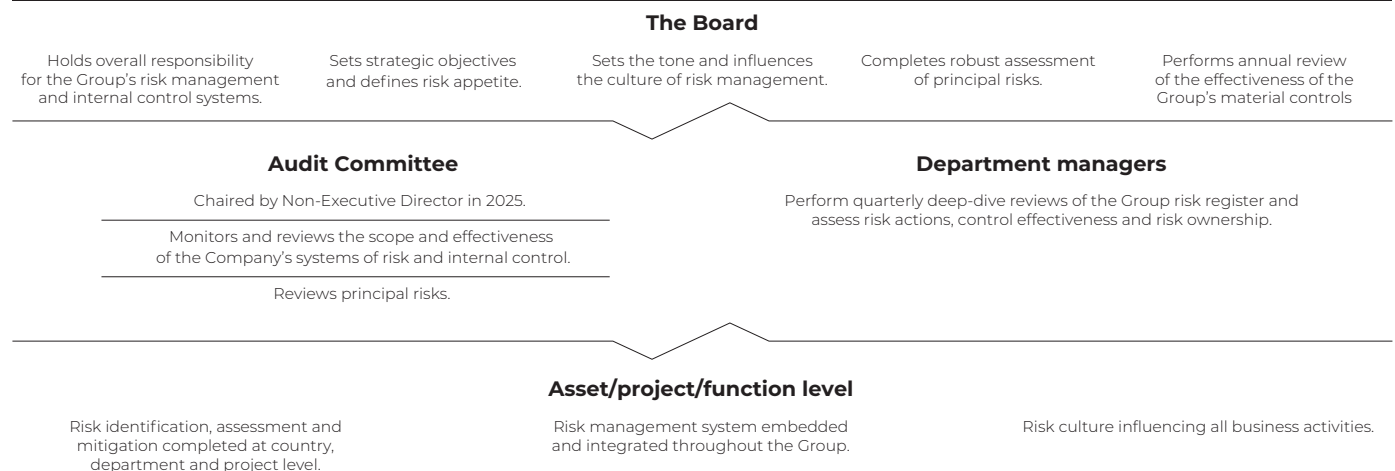 The Board
Holds overall responsibility
for the Group's risk management
and internal control systems.
Sets strategic objectives
and defines risk appetite.
Sets the tone and influences
the culture of risk management.
Completes robust assessment
of principal risks.
Performs annual review
of the effectiveness of the
Group's material controls
Audit Committee
Chaired by Non-Executive Director in 2025.
Monitors and reviews the scope and effectiveness
of the Company's systems of risk and internal control.
Reviews principal risks.
Department managers
Perform quarterly deep-dive reviews of the Group risk register and
assess risk actions, control effectiveness and risk ownership.
Asset/project/function level
Risk identification, assessment and
mitigation completed at country,
department and project level.
Risk management system embedded
and integrated throughout the Group.
Risk culture influencing all business activities.